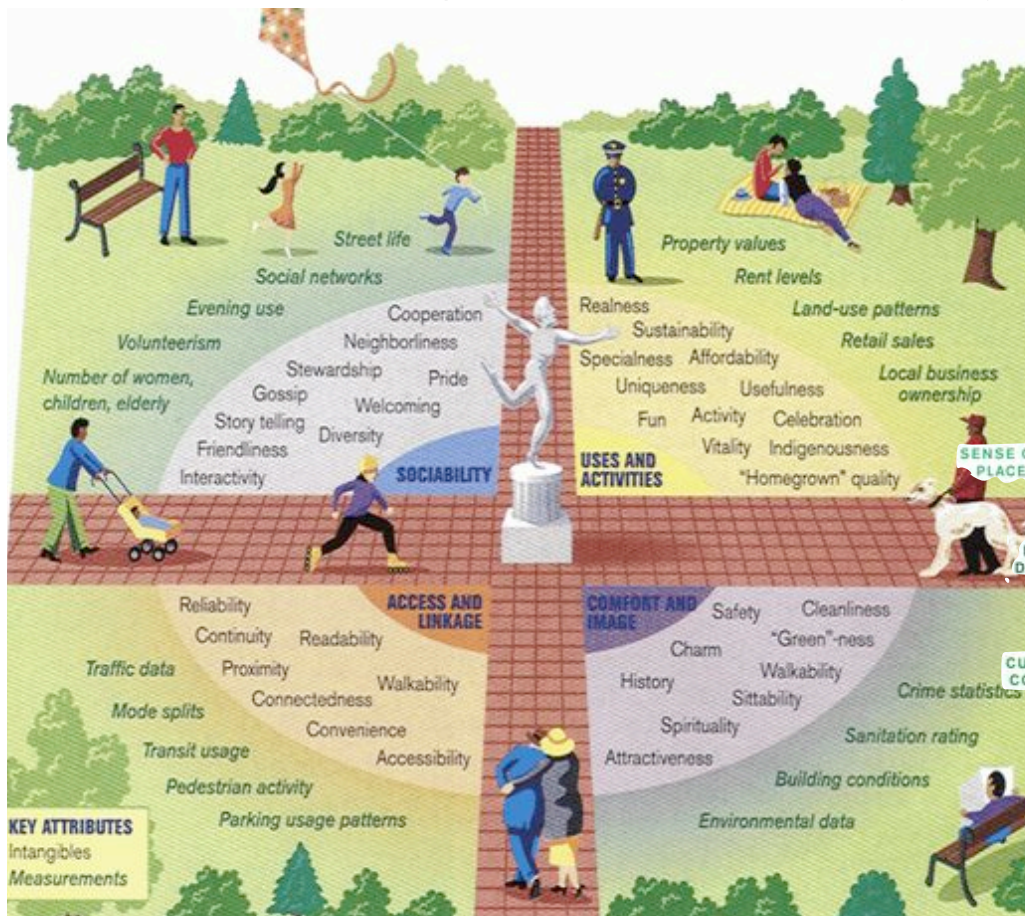 Street life
Social networks
Evening use
Volunteerism
Number of women,
children, elderly
Cooperation
Neighborliness
Stewardship
Pride
Gossip
Welcoming
Story telling
Diversity
Friendliness
Interactivity
SOCIABILITY
Property values
Rent levels
Land-use patterns
Retail sales
Local business
ownership
Realness
Sustainability
Specialness
Affordability
Uniqueness
Usefulness
Fun
Activity
Celebration
Vitality
Indigenousness
"Homegrown" quality
USES AND
ACTIVITIES
SENSE
PLACE
ACCESS AND
LINKAGE
Reliability
Continuity
Readability
Proximity
Walkability
Connectedness
Convenience
Accessibility
Traffic data
Mode splits
Transit usage
Pedestrian activity
Parking usage patterns
COMFORT AND
IMAGE
Safety
Cleanliness
"Green"-ness
Charm
Walkability
History
Sittability
Spirituality
Attractiveness
Crime statistics
Sanitation rating
Building conditions
Environmental data
KEY ATTRIBUTES
Intangibles
Measurements